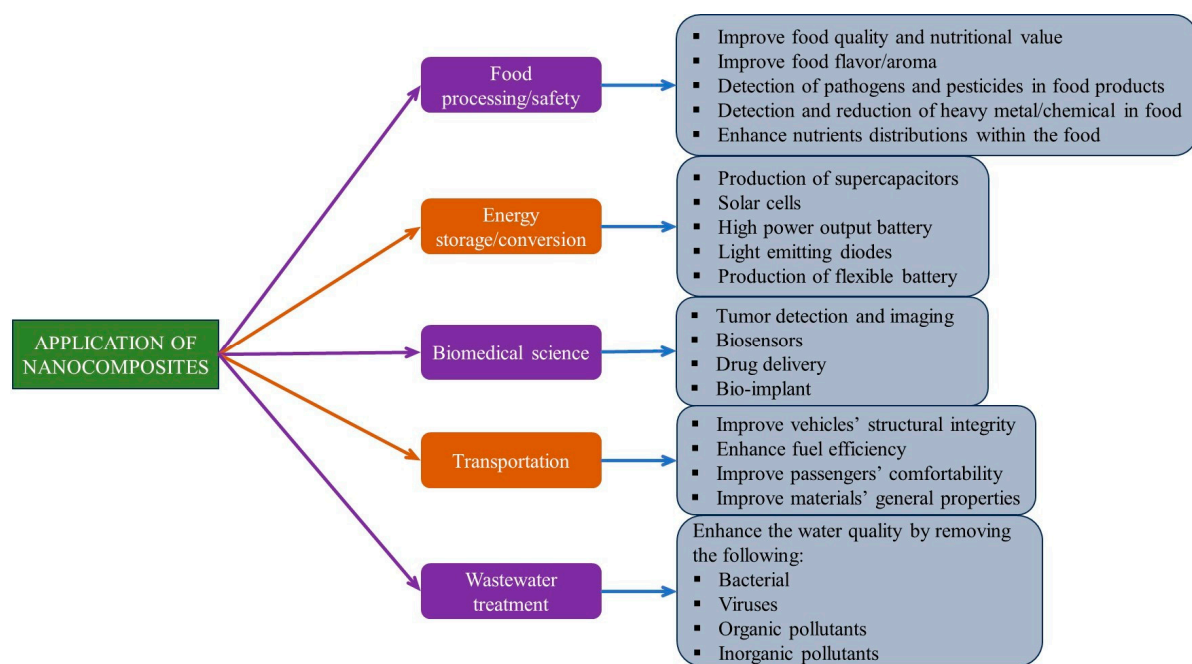 APPLICATION OF
NANOCOMPOSITES
Food
processing/safety
▪ Improve food quality and nutritional value
▪ Improve food flavor/aroma
▪ Detection of pathogens and pesticides in food products
▪ Detection and reduction of heavy metal/chemical in food
▪ Enhance nutrients distributions within the food
Energy
storage/conversion
▪ Production of supercapacitors
▪ Solar cells
▪ High power output battery
▪ Light emitting diodes
▪ Production of flexible battery
Biomedical science
▪ Tumor detection and imaging
▪ Biosensors
▪ Drug delivery
▪ Bio-implant
Transportation
▪ Improve vehicles’ structural integrity
▪ Enhance fuel efficiency
▪ Improve passengers’ comfortability
▪ Improve materials’ general properties
Wastewater
treatment
Enhance the water quality by removing
the following:
▪ Bacterial
▪ Viruses
▪ Organic pollutants
▪ Inorganic pollutants